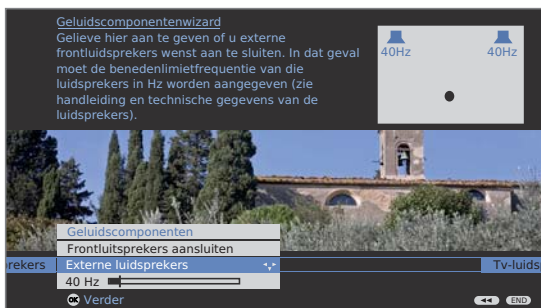 Geluidscomponentenwizard
Gelieve hier aan te geven of u externe
frontluidsprekers wenst aan te sluiten. In dat geval
moet de benedenlimietfrequentie van die
luidsprekers in Hz worden aangegeven (zie
handleiding en technische gegevens van de
luidsprekers).
40Hz 40Hz
Geluidscomponenten
Frontluitsprekers aansluiten
rekers Externe luidsprekers Tv-luids
40 Hz
OK Verder END